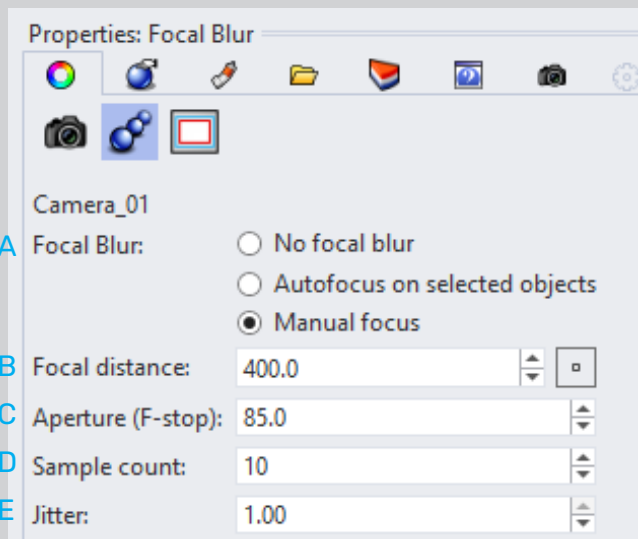 Properties: Focal Blur
Camera_01
A Focal Blur: No focal blur
Autofocus on selected objects
Manual focus
B Focal distance: 400.0
C Aperture (F-stop): 85.0
D Sample count: 10
E Jitter: 1.00